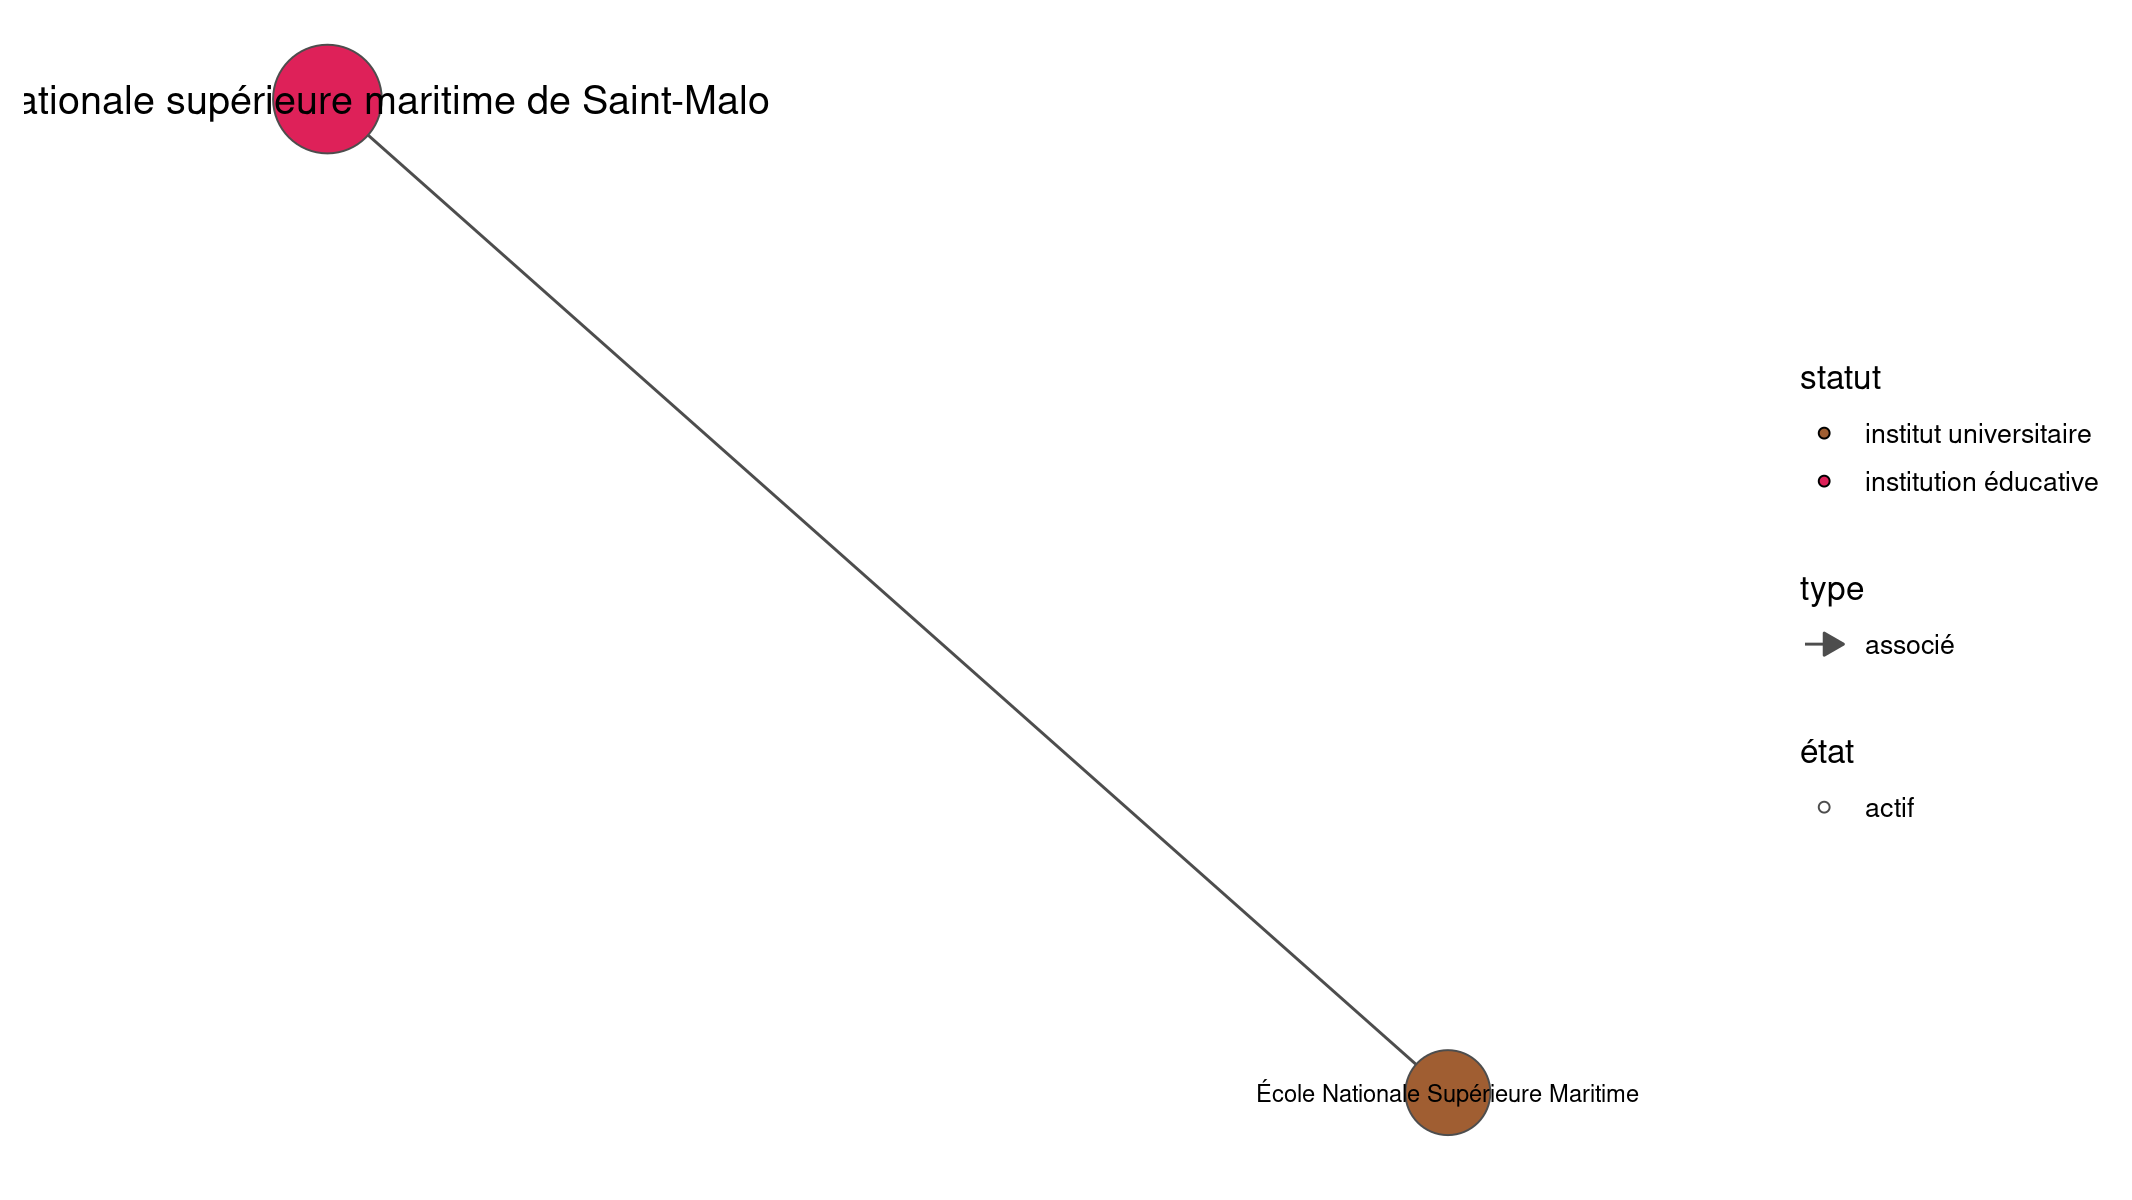 ationale supérieure maritime de Saint-Malo
statut
institut universitaire
institution éducative
type
associé
état
actif
École Nationale Supérieure Maritime